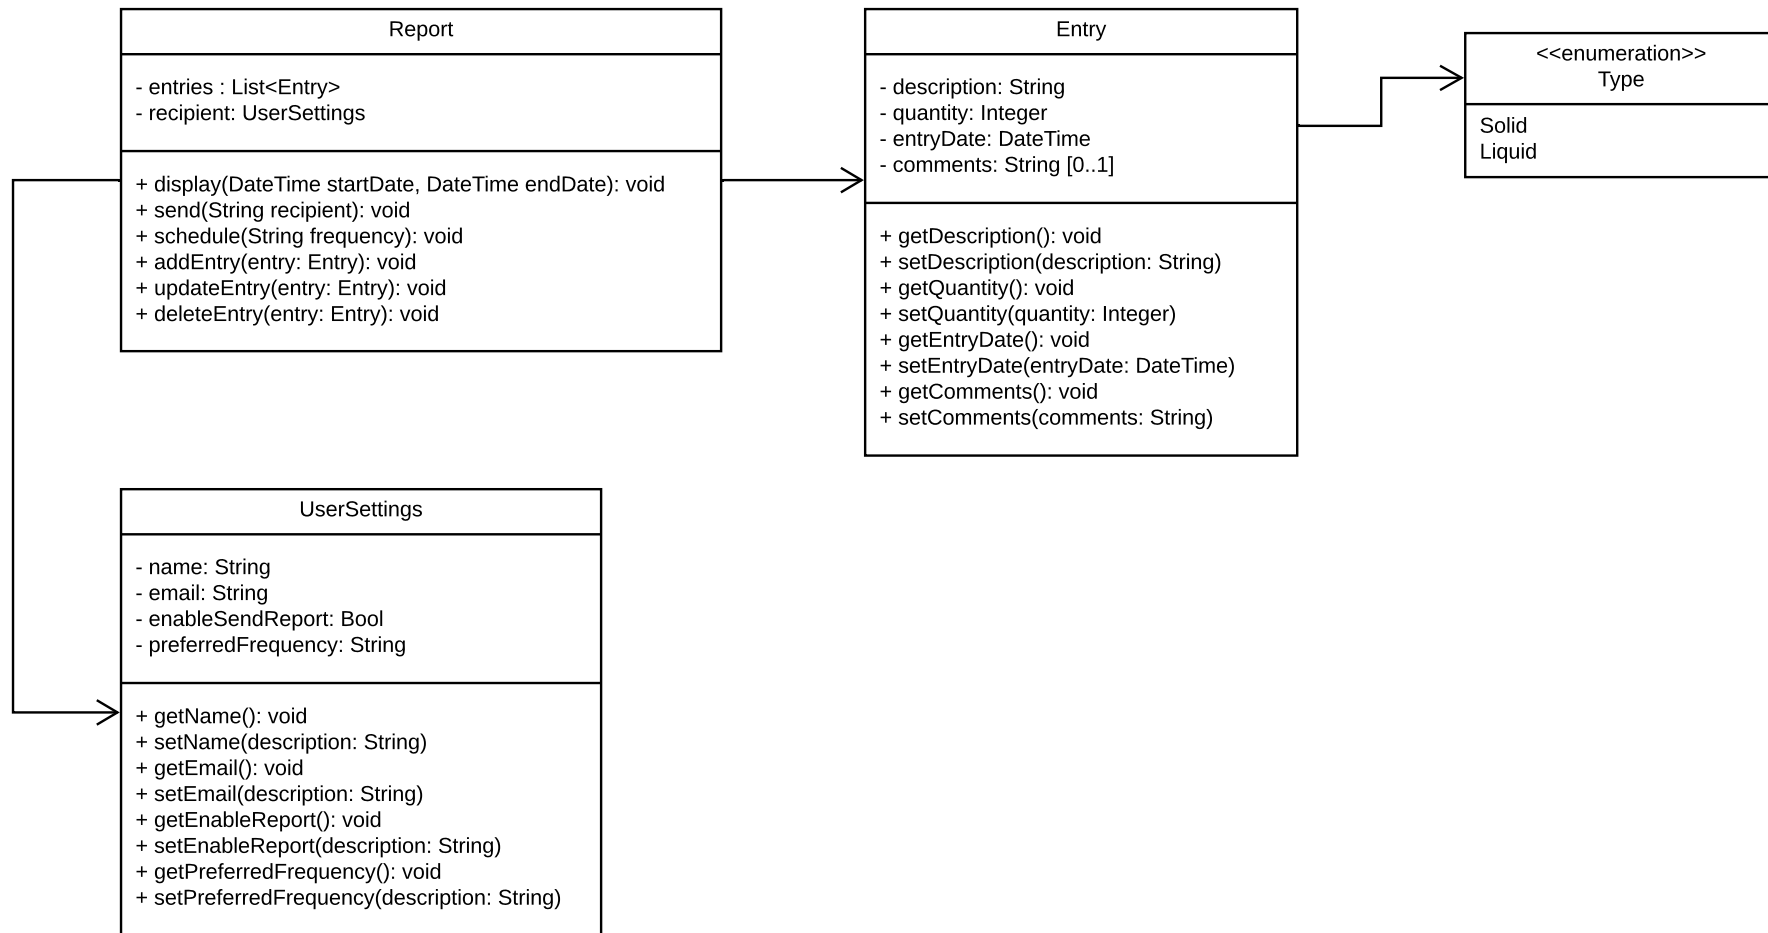 Report
- entries : List<Entry>
- recipient: UserSettings
+ display(DateTime startDate, DateTime endDate): void
+ send(String recipient): void
+ schedule(String frequency): void
+ addEntry(entry: Entry): void
+ updateEntry(entry: Entry): void
+ deleteEntry(entry: Entry): void
Entry
- description: String
- quantity: Integer
- entryDate: DateTime
- comments: String [0..1]
+ getDescription(): void
+ setDescription(description: String)
+ getQuantity(): void
+ setQuantity(quantity: Integer)
+ getEntryDate(): void
+ setEntryDate(entryDate: DateTime)
+ getComments(): void
+ setComments(comments: String)
<<enumeration>>
Type
Solid
Liquid
UserSettings
- name: String
- email: String
- enableSendReport: Bool
- preferredFrequency: String
+ getName(): void
+ setName(description: String)
+ getEmail(): void
+ setEmail(description: String)
+ getEnableReport(): void
+ setEnableReport(description: String)
+ getPreferredFrequency(): void
+ setPreferredFrequency(description: String)